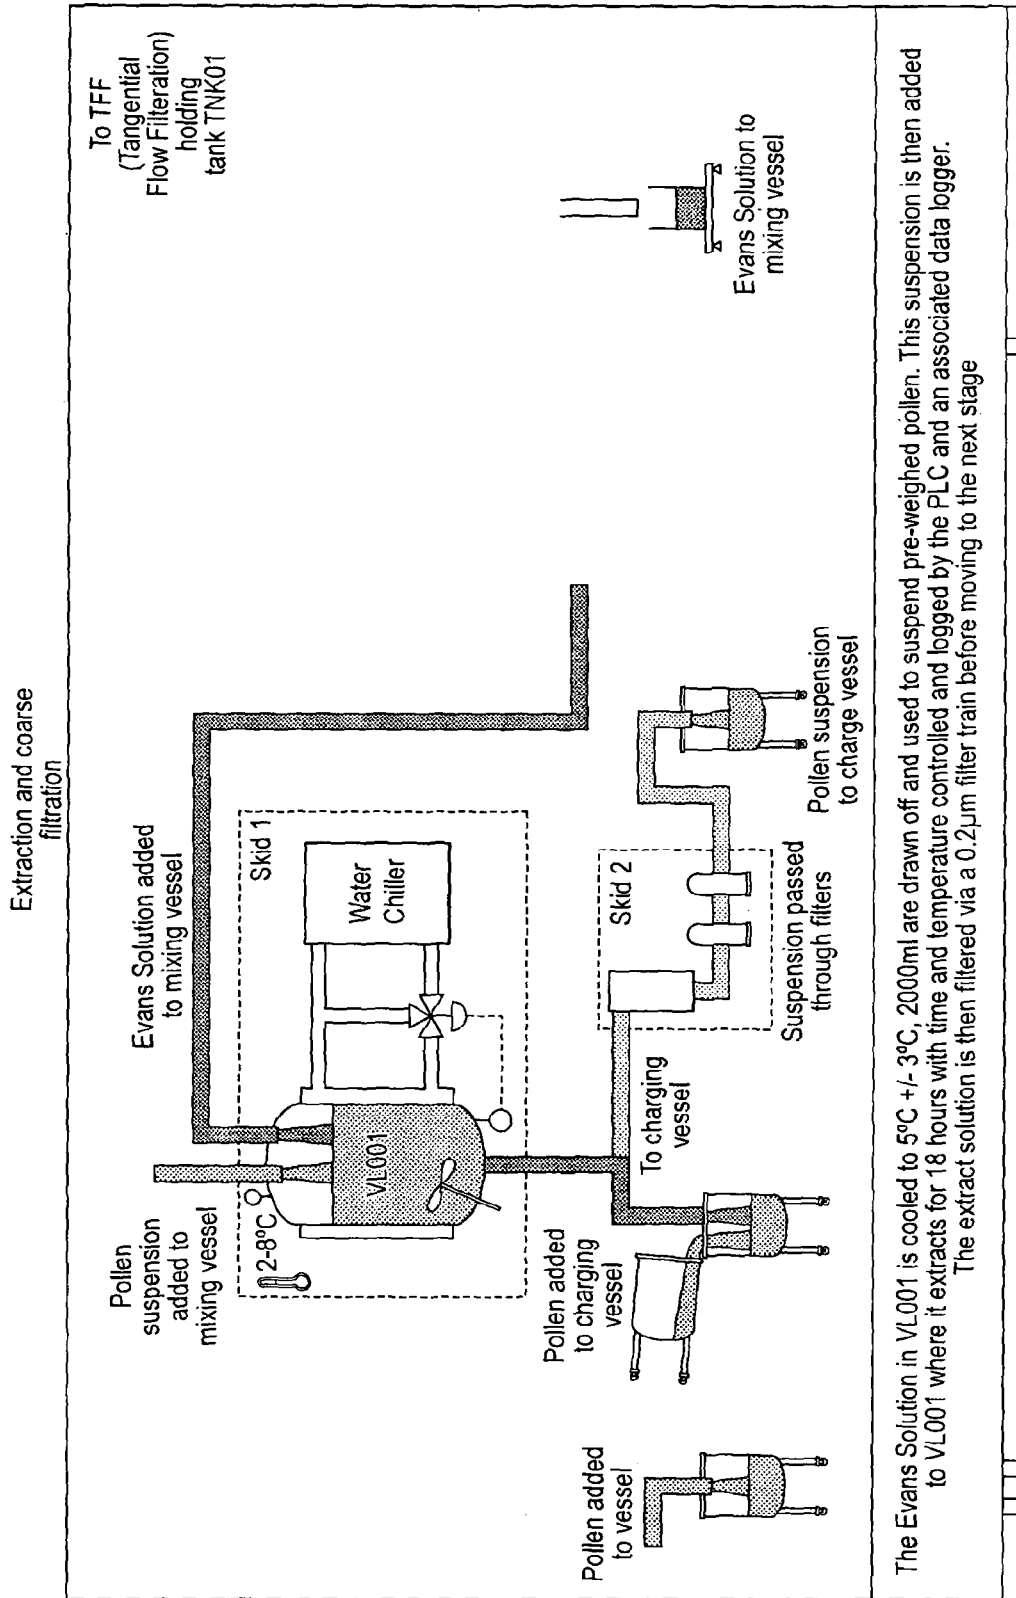 Extraction and coarse
filtration
To TFF
(Tangential
Flow Filteration)
holding
tank TNK01
Evans Solution added
to mixing vessel
Pollen
suspension
added to
mixing vessel
Skid 1
2-8°C
VL001
Water
Chiller
Evans Solution to
mixing vessel
Pollen added
to vessel
Pollen added
to charging
vessel
To charging
vessel
Skid 2
Suspension passed
through filters
Pollen suspension
to charge vessel
The Evans Solution in VL001 is cooled to 5°C +/- 3°C, 2000ml are drawn off and used to suspend pre-weighed pollen. This suspension is then added
to VL001 where it extracts for 18 hours with time and temperature controlled and logged by the PLC and an associated data logger.
The extract solution is then filtered via a 0.2µm filter train before moving to the next stage